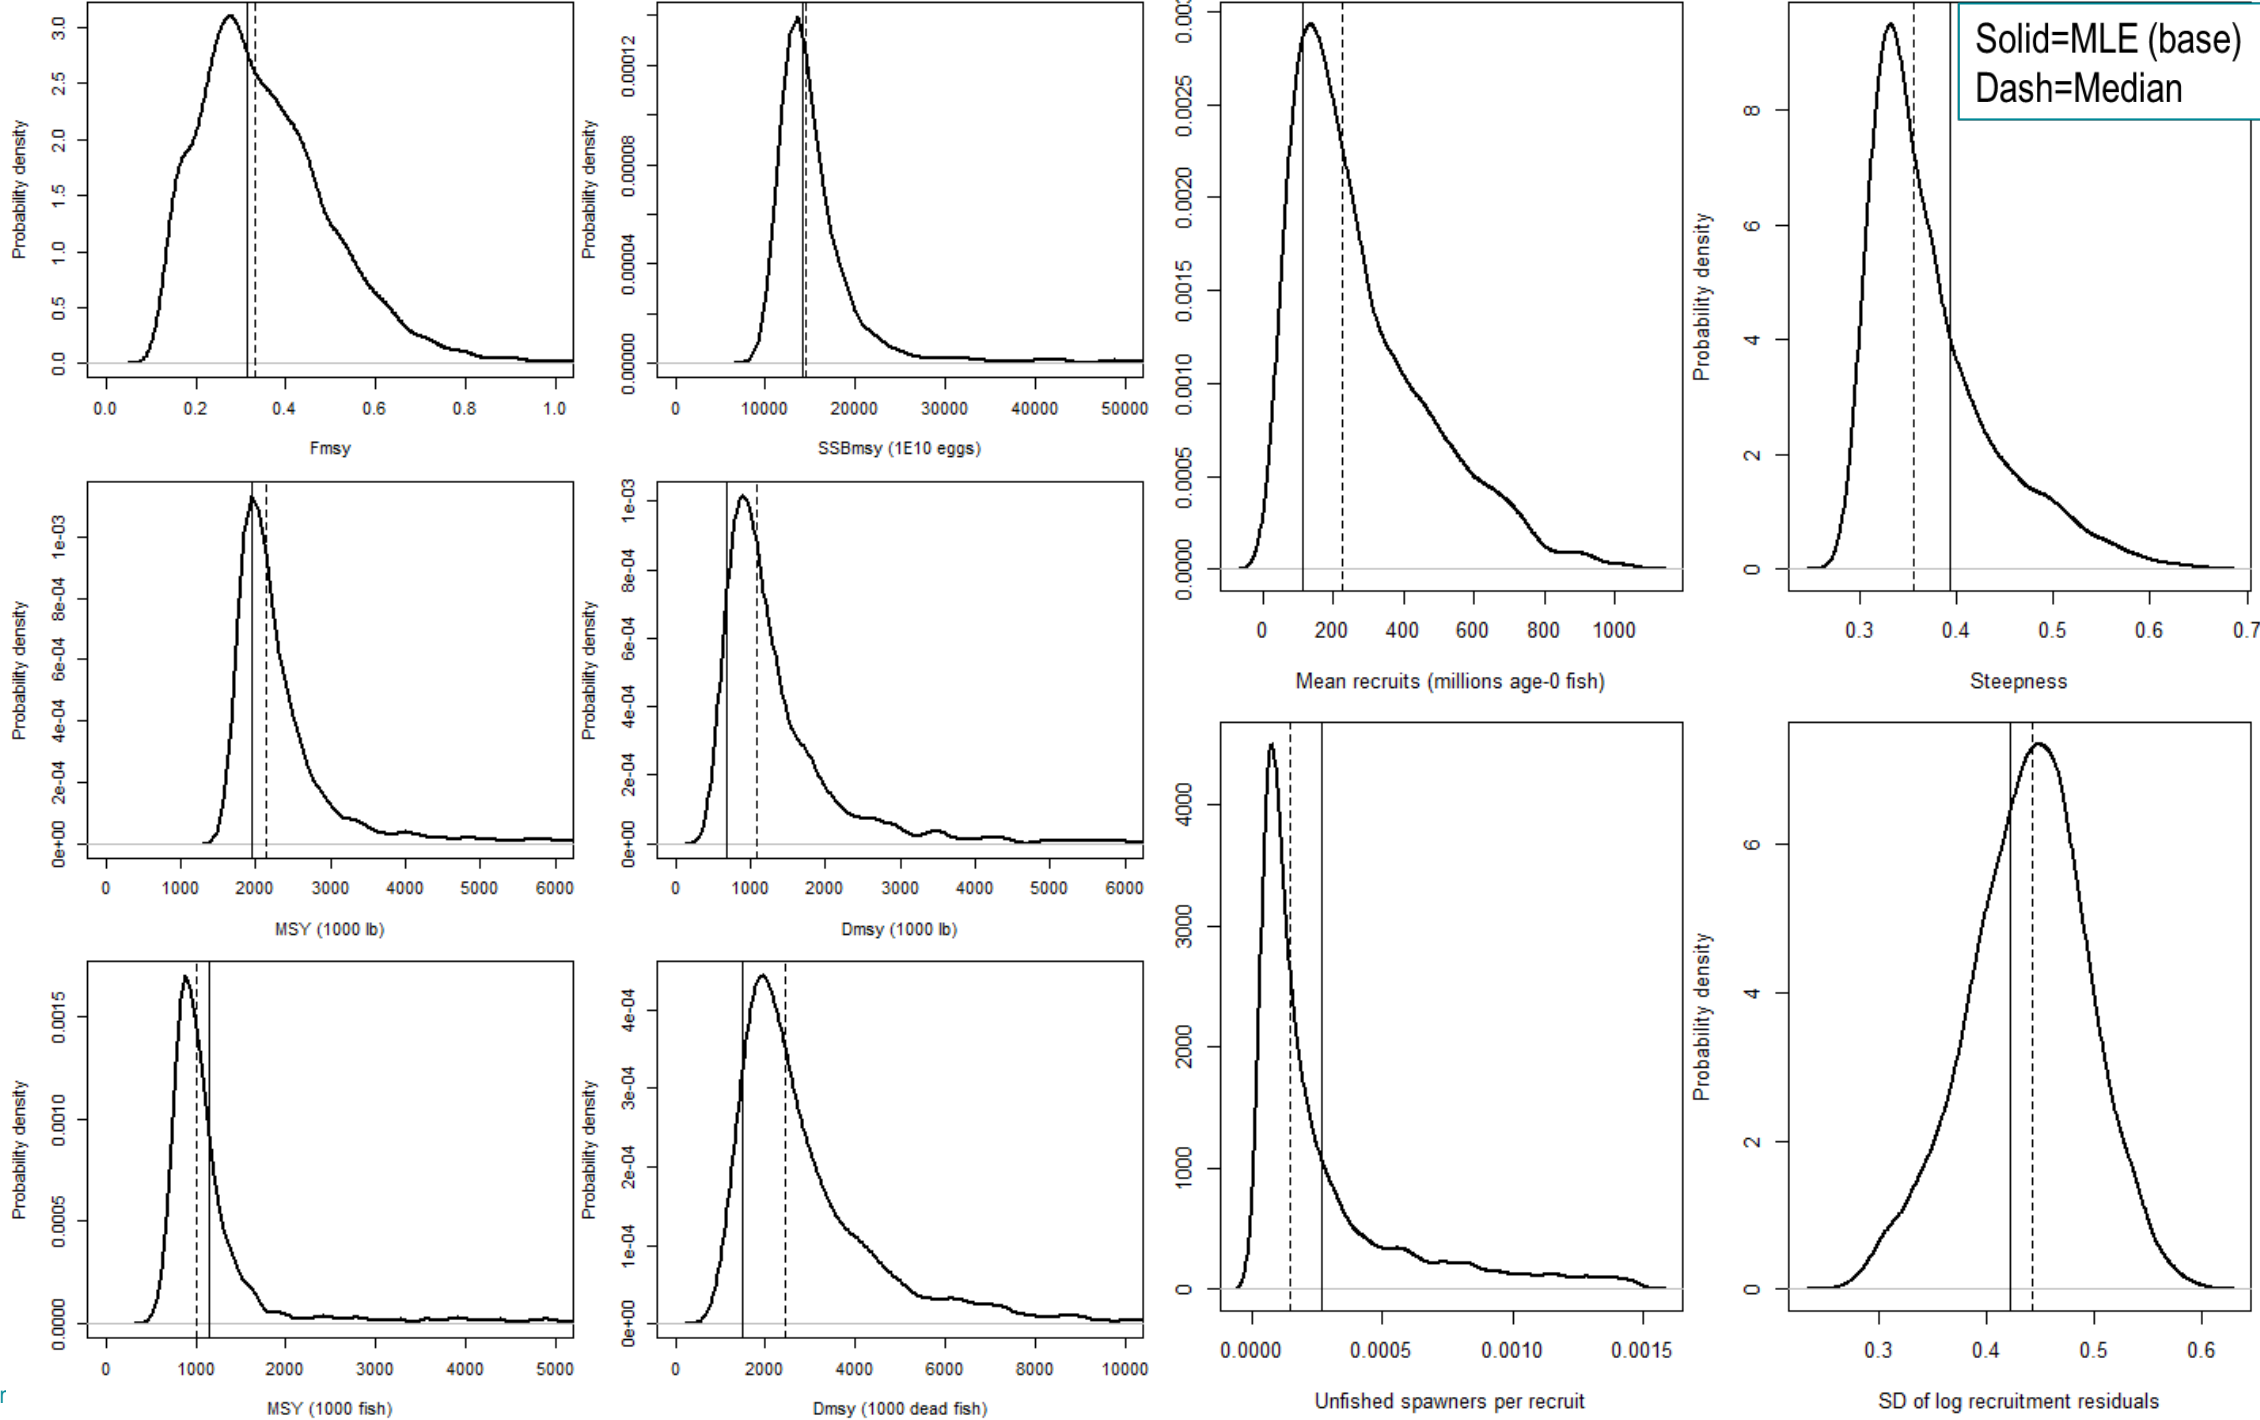 Solid=MLE (base)
Dash=Median
Probability density
0.0 0.5 1.0 1.5 2.0 2.5 3.0
0.0 0.2 0.4 0.6 0.8 1.0
Fmsy
Probability density
0.00000 0.00004 0.00008 0.00012
0 10000 20000 30000 40000 50000
SSBmsy (1E10 eggs)
Probability density
0e+00 2e-04 4e-04 6e-04 8e-04 1e-03
0 1000 2000 3000 4000 5000 6000
MSY (1000 lb)
Probability density
0e+00 2e-04 4e-04 6e-04 8e-04 1e-03
0 1000 2000 3000 4000 5000 6000
Dmsy (1000 lb)
Probability density
0.0000 0.0005 0.0010 0.0015
0 1000 2000 3000 4000 5000
MSY (1000 fish)
Probability density
0e+00 1e-04 2e-04 3e-04 4e-04
0 2000 4000 6000 8000 10000
Dmsy (1000 dead fish)
0.0000 0.0005 0.0010 0.0015 0.0020 0.0025
0 200 400 600 800 1000
Mean recruits (millions age-0 fish)
Probability density
0 2 4 6 8
0.3 0.4 0.5 0.6 0.7
Steepness
0 1000 2000 3000 4000
0.0000 0.0005 0.0010 0.0015
Unfished spawners per recruit
Probability density
0 2 4 6
0.3 0.4 0.5 0.6
SD of log recruitment residuals
r